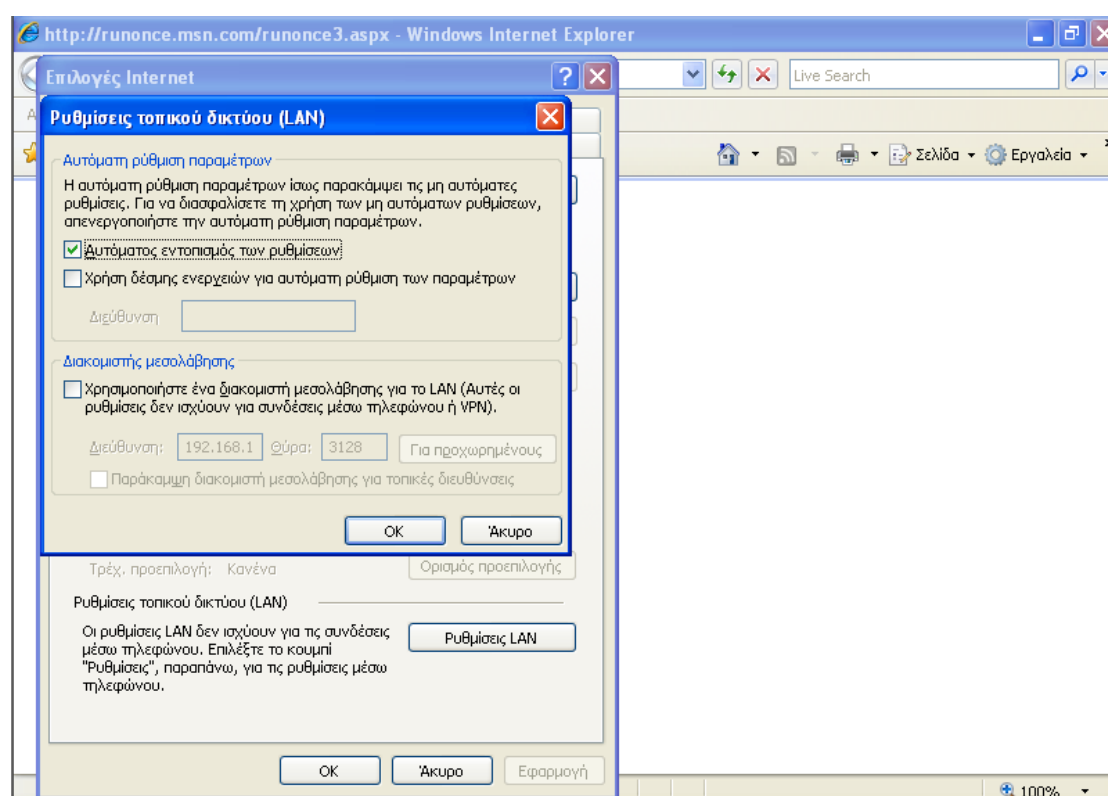 http://runonce.msn.com/runonce3.aspx - Windows Internet Explorer
Επιλογές Internet
Live Search
Ρυθμίσεις τοπικού δικτύου (LAN)
Σελίδα
Εργαλεία
Αυτόματη ρύθμιση παραμέτρων
Η αυτόματη ρύθμιση παραμέτρων ίσως παρακάμψει τις μη αυτόματες
ρυθμίσεις. Για να διασφαλίσετε τη χρήση των μη αυτόματων ρυθμίσεων,
απενεργοποιήστε την αυτόματη ρύθμιση παραμέτρων.
Αυτόματος εντοπισμός των ρυθμίσεων
Χρήση δέσμης ενεργειών για αυτόματη ρύθμιση των παραμέτρων
Διεύθυνση
Διακομιστής μεσολάβησης
Χρησιμοποιήστε ένα διακομιστή μεσολάβησης για το LAN (Αυτές οι
ρυθμίσεις δεν ισχύουν για συνδέσεις μέσω τηλεφώνου ή VPN).
Διεύθυνση: 192.168.1 Θύρα: 3128 Για προχωρημένους
Παράκαμψη διακομιστή μεσολάβησης για τοπικές διευθύνσεις
OK Άκυρο
Τρέχ. προεπιλογή: Κανένα Ορισμός προεπιλογής
Ρυθμίσεις τοπικού δικτύου (LAN)
Οι ρυθμίσεις LAN δεν ισχύουν για τις συνδέσεις
μέσω τηλεφώνου. Επιλέξτε το κουμπί
"Ρυθμίσεις", παραπάνω, για τις ρυθμίσεις μέσω
τηλεφώνου.
Ρυθμίσεις LAN
OK Άκυρο Εφαρμογή
100%